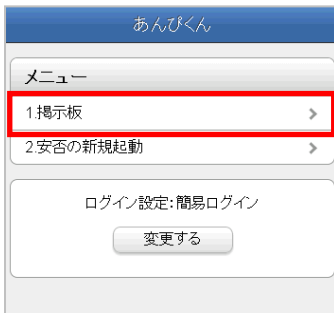 あんぴくん
メニュー
1.掲示板
2.安否の新規起動
ログイン設定:簡易ログイン
変更する